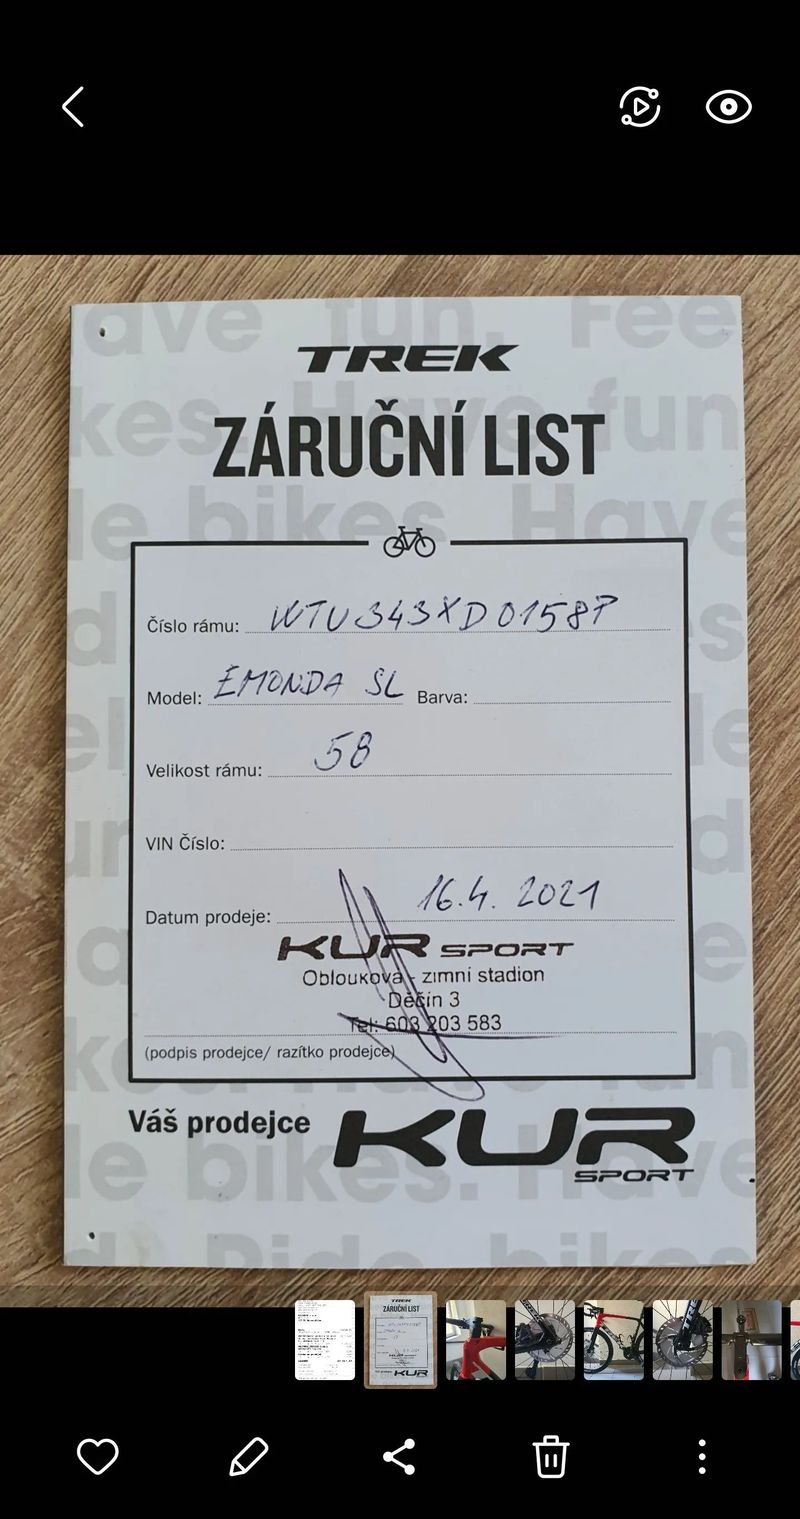 TREK
ZÁRUČNÍ LIST
Číslo rámu: WTU343XD0158P
Model: EMONDA SL Barva:
Velikost rámu: 58
VIN Číslo:
Datum prodeje: 16.4. 2021
KUR SPORT
Oblouková - zimní stadion
Děčín 3
Tel: 603 203 583
(podpis prodejce/ razítko prodejce)
Váš prodejce KUR
SPORT